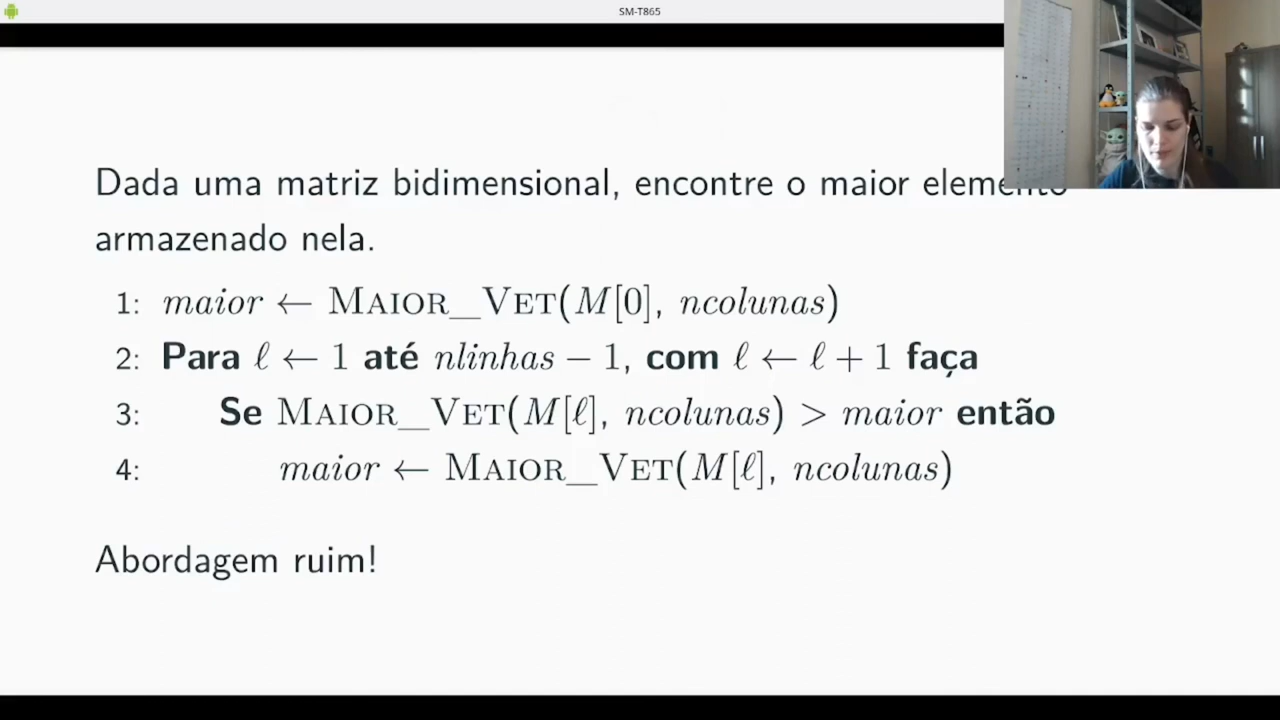 SM-T865
Dada uma matriz bidimensional, encontre o maior elemento
armazenado nela.
1: maior ← MAIOR_VET(M[0], ncolunas)
2: Para ℓ ← 1 até nlinhas − 1, com ℓ ← ℓ + 1 faça
3: Se MAIOR_VET(M[ℓ], ncolunas) > maior então
4: maior ← MAIOR_VET(M[ℓ], ncolunas)
Abordagem ruim!